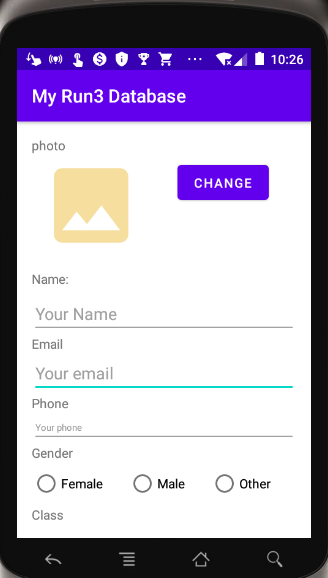 10:26
My Run3 Database
photo
CHANGE
Name:
Your Name
Email
Your email
Phone
Your phone
Gender
Female Male Other
Class